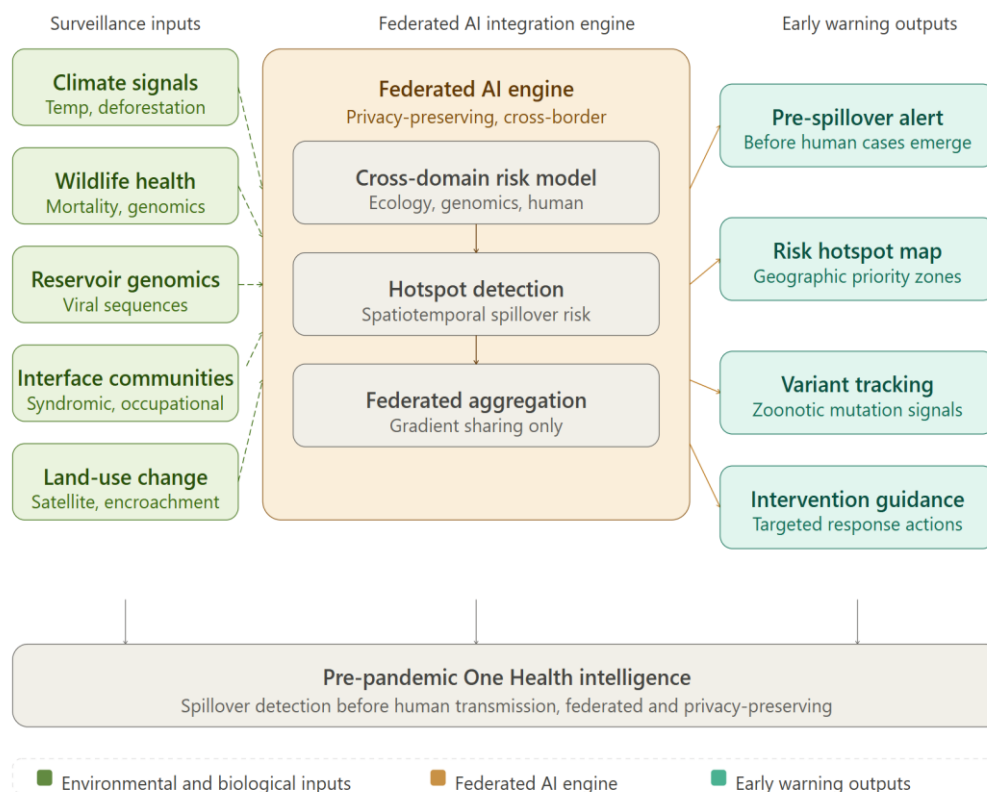 Surveillance inputs
Federated AI integration engine
Early warning outputs
Climate signals
Temp, deforestation
Wildlife health
Mortality, genomics
Reservoir genomics
Viral sequences
Interface communities
Syndromic, occupational
Land-use change
Satellite, encroachment
Federated AI engine
Privacy-preserving, cross-border
Cross-domain risk model
Ecology, genomics, human
Hotspot detection
Spatiotemporal spillover risk
Federated aggregation
Gradient sharing only
Pre-spillover alert
Before human cases emerge
Risk hotspot map
Geographic priority zones
Variant tracking
Zoonotic mutation signals
Intervention guidance
Targeted response actions
Pre-pandemic One Health intelligence
Spillover detection before human transmission, federated and privacy-preserving
Environmental and biological inputs
Federated AI engine
Early warning outputs